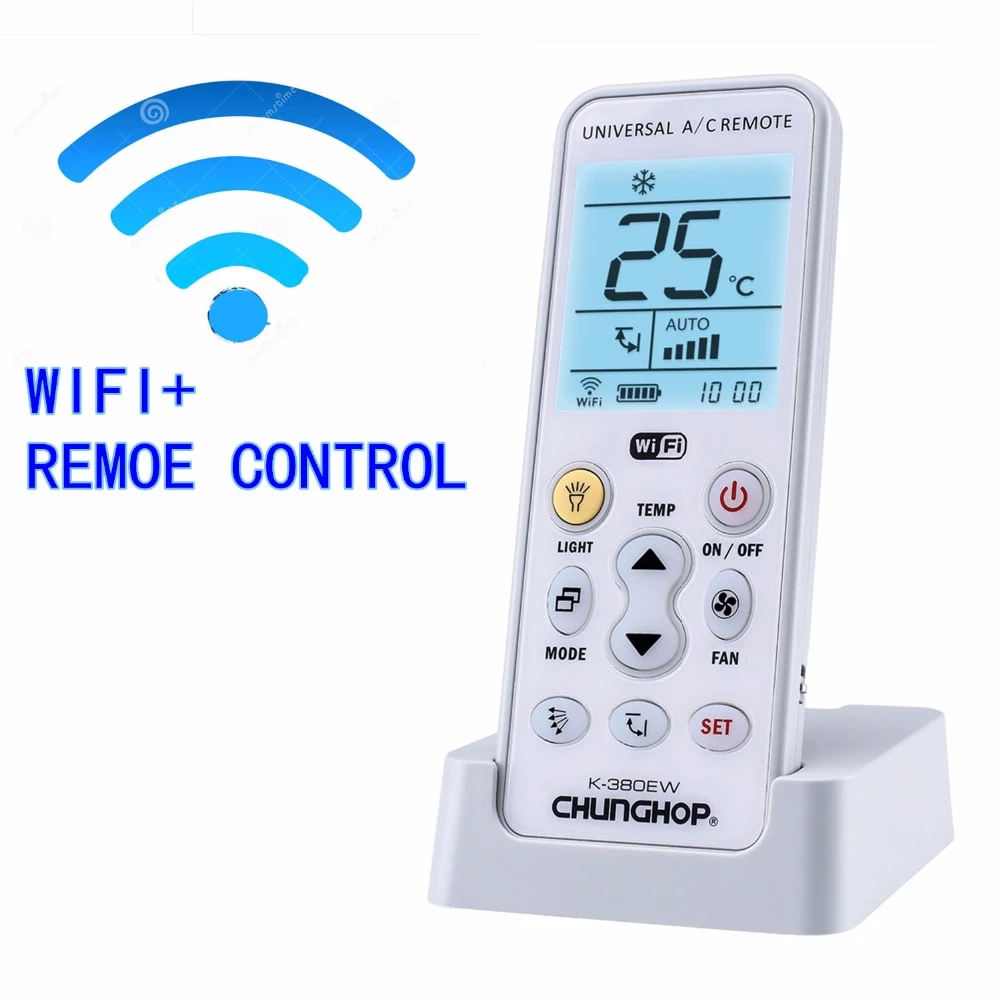 WIFI+
REMOE CONTROL
UNIVERSAL A/C REMOTE
25 °C
AUTO
WiFi 10 00
WiFi
TEMP
LIGHT ON / OFF
MODE FAN
SET
K-380EW
CHUNGHOP®